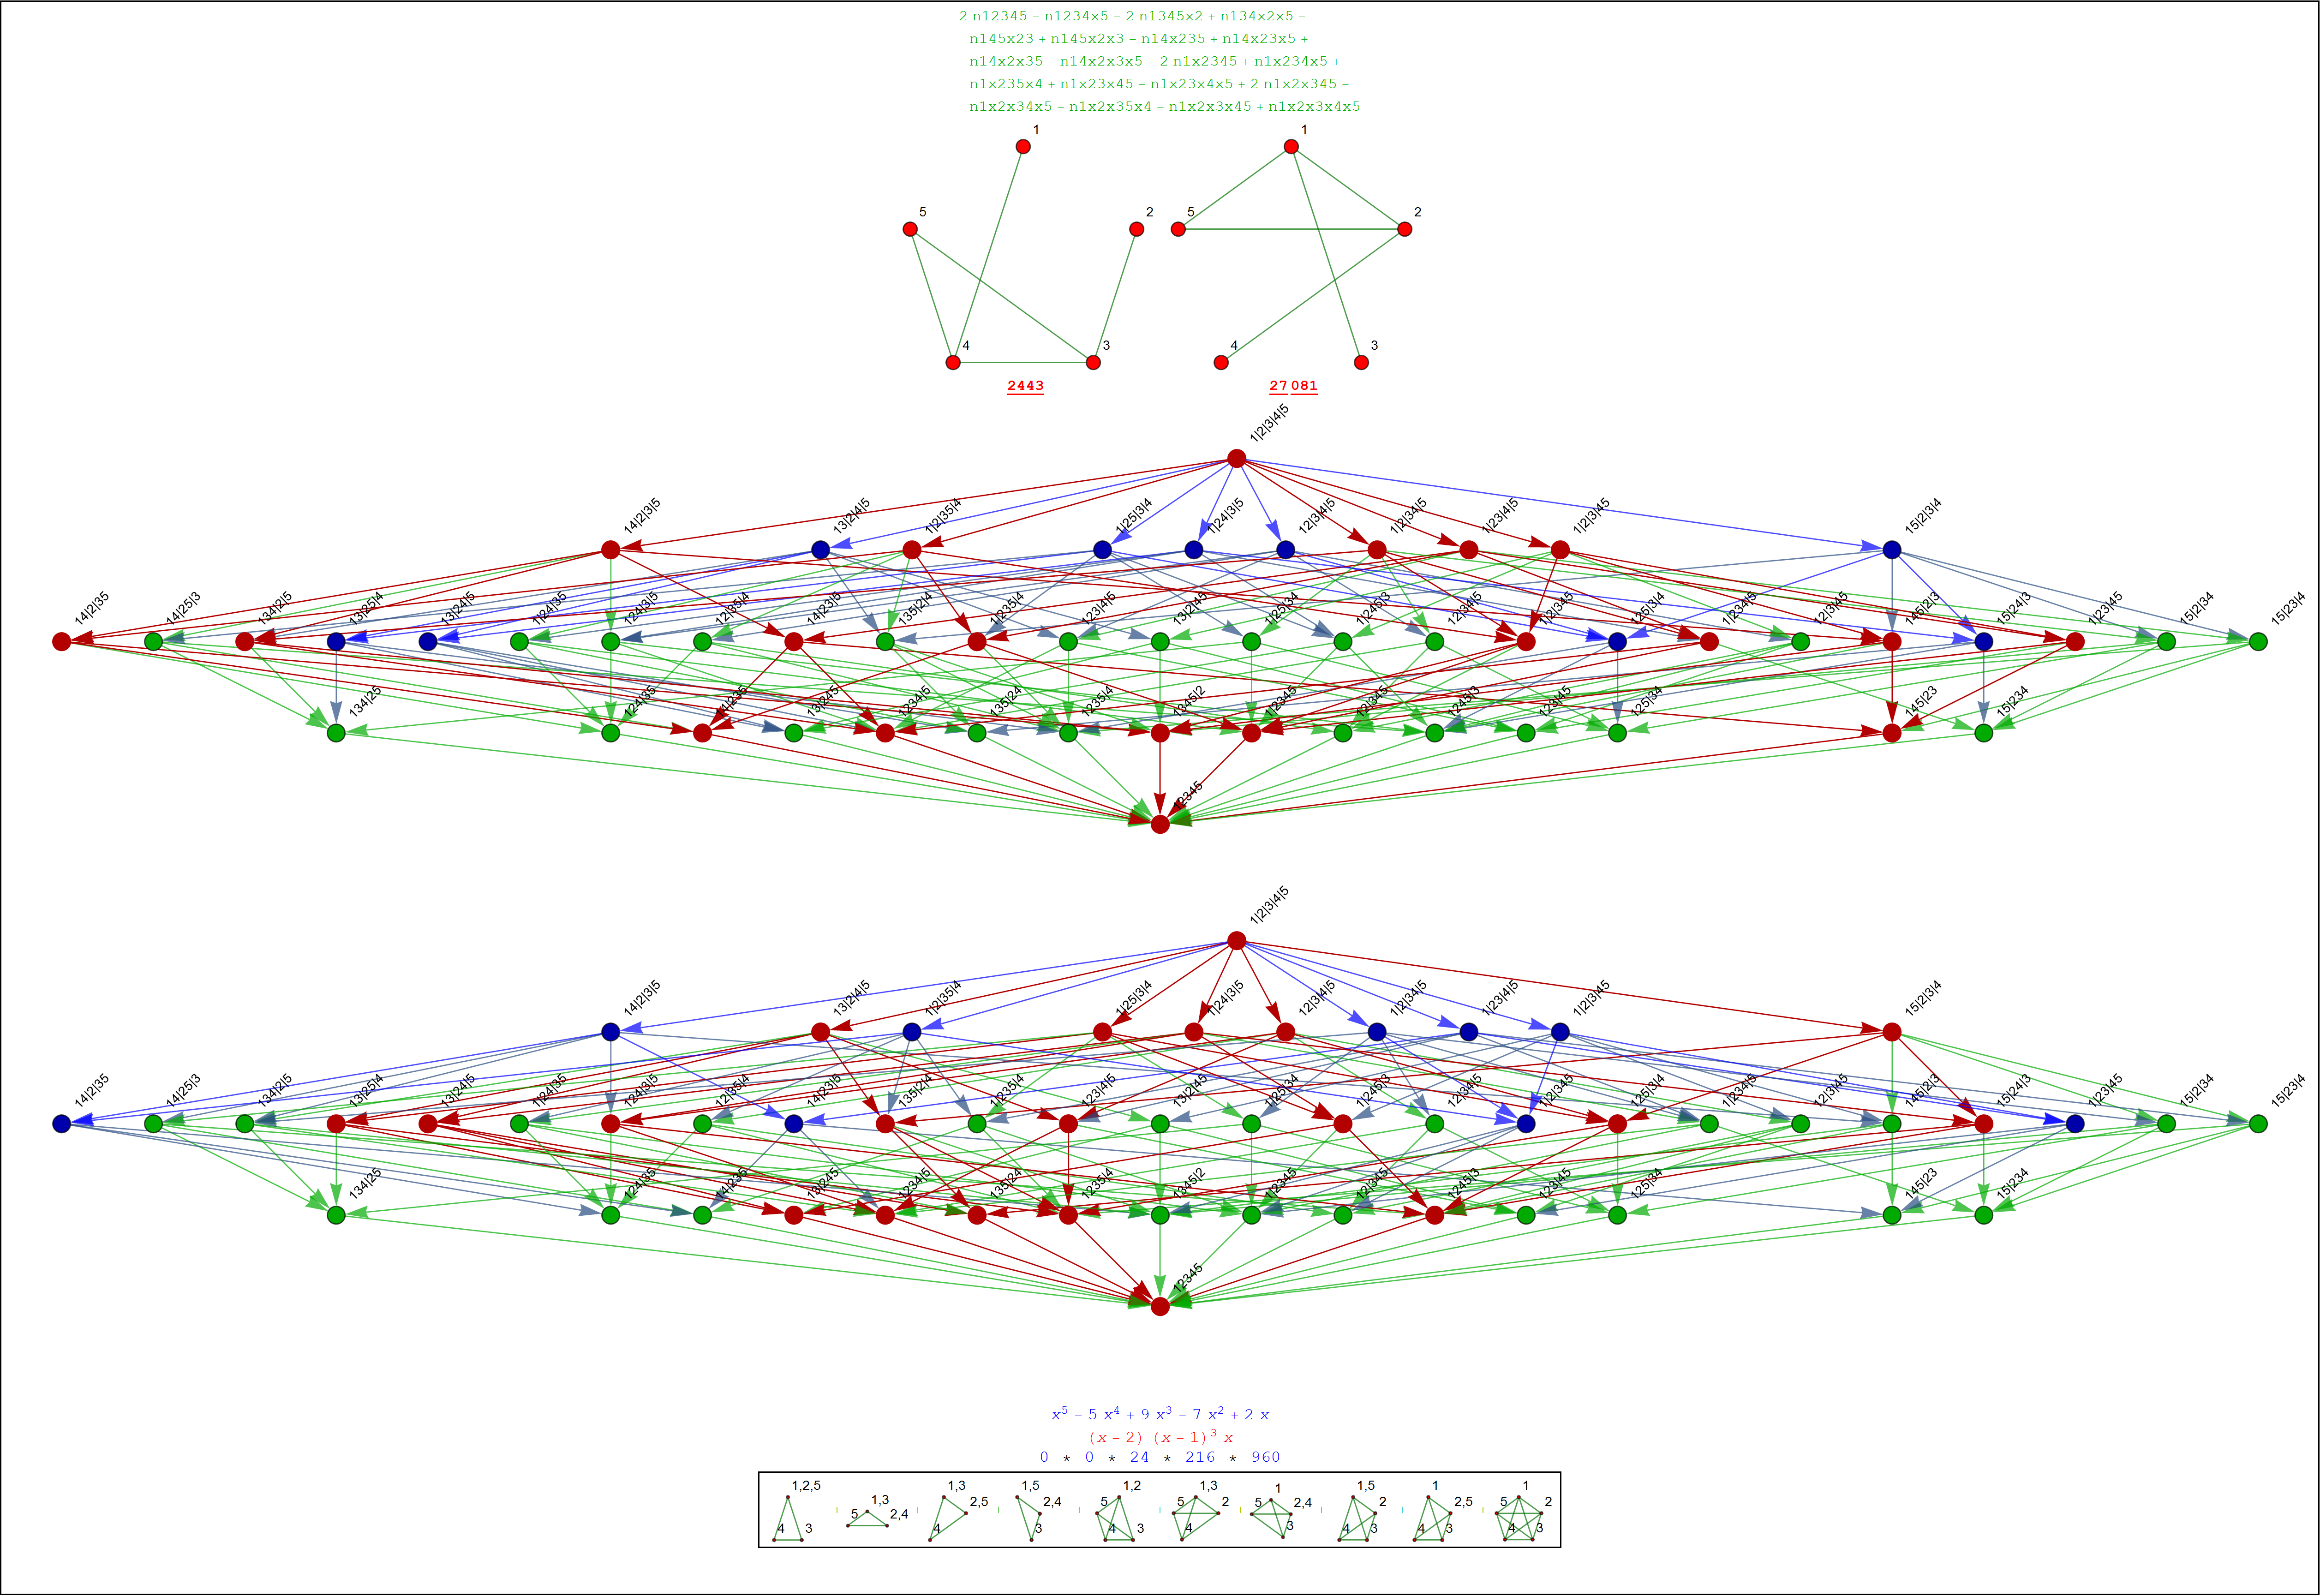 2 n12345 − n1234x5 − 2 n1345x2 + n134x2x5 −
n145x23 + n145x2x3 − n14x235 + n14x23x5 +
n14x2x35 − n14x2x3x5 − 2 n1x2345 + n1x234x5 +
n1x235x4 + n1x23x45 − n1x23x4x5 + 2 n1x2x345 −
n1x2x34x5 − n1x2x35x4 − n1x2x3x45 + n1x2x3x4x5
1 1
5 2 5 2
4 3 4 3
2443 27 081
1|2|3|4|5
14|2|3|5 13|2|4|5 1|2|35|4 1|25|3|4 1|24|3|5 12|3|4|5 1|2|34|5 1|23|4|5 1|2|3|45 15|2|3|4
14|2|35 14|25|3 134|2|5 13|25|4 13|24|5 1|24|35 124|3|5 12|35|4 14|23|5 135|2|4 1|235|4 123|4|5 13|2|45 1|25|34 1|245|3 12|34|5 1|2|345 125|3|4 1|234|5 12|3|45 145|2|3 15|24|3 1|23|45 15|2|34 15|23|4
134|25 124|35 14|235 13|245 1234|5 135|24 1235|4 1345|2 1|2345 12|345 1245|3 123|45 125|34 145|23 15|234
12345
1|2|3|4|5
14|2|3|5 13|2|4|5 1|2|35|4 1|25|3|4 1|24|3|5 12|3|4|5 1|2|34|5 1|23|4|5 1|2|3|45 15|2|3|4
14|2|35 14|25|3 134|2|5 13|25|4 13|24|5 1|24|35 124|3|5 12|35|4 14|23|5 135|2|4 1|235|4 123|4|5 13|2|45 1|25|34 1|245|3 12|34|5 1|2|345 125|3|4 1|234|5 12|3|45 145|2|3 15|24|3 1|23|45 15|2|34 15|23|4
134|25 124|35 14|235 13|245 1234|5 135|24 1235|4 1345|2 1|2345 12|345 1245|3 123|45 125|34 145|23 15|234
12345
x⁵ − 5 x⁴ + 9 x³ − 7 x² + 2 x
(x − 2) (x − 1)³ x
0 * 0 * 24 * 216 * 960
1,2,5 4 3 + 1,3 5 2,4 + 1,3 2,5 4 + 1,5 2,4 3 + 1,2 5 4 3 + 1,3 5 2 4 + 1 5 2,4 3 + 1,5 2 4 3 + 1 2,5 4 3 + 1 5 2 4 3